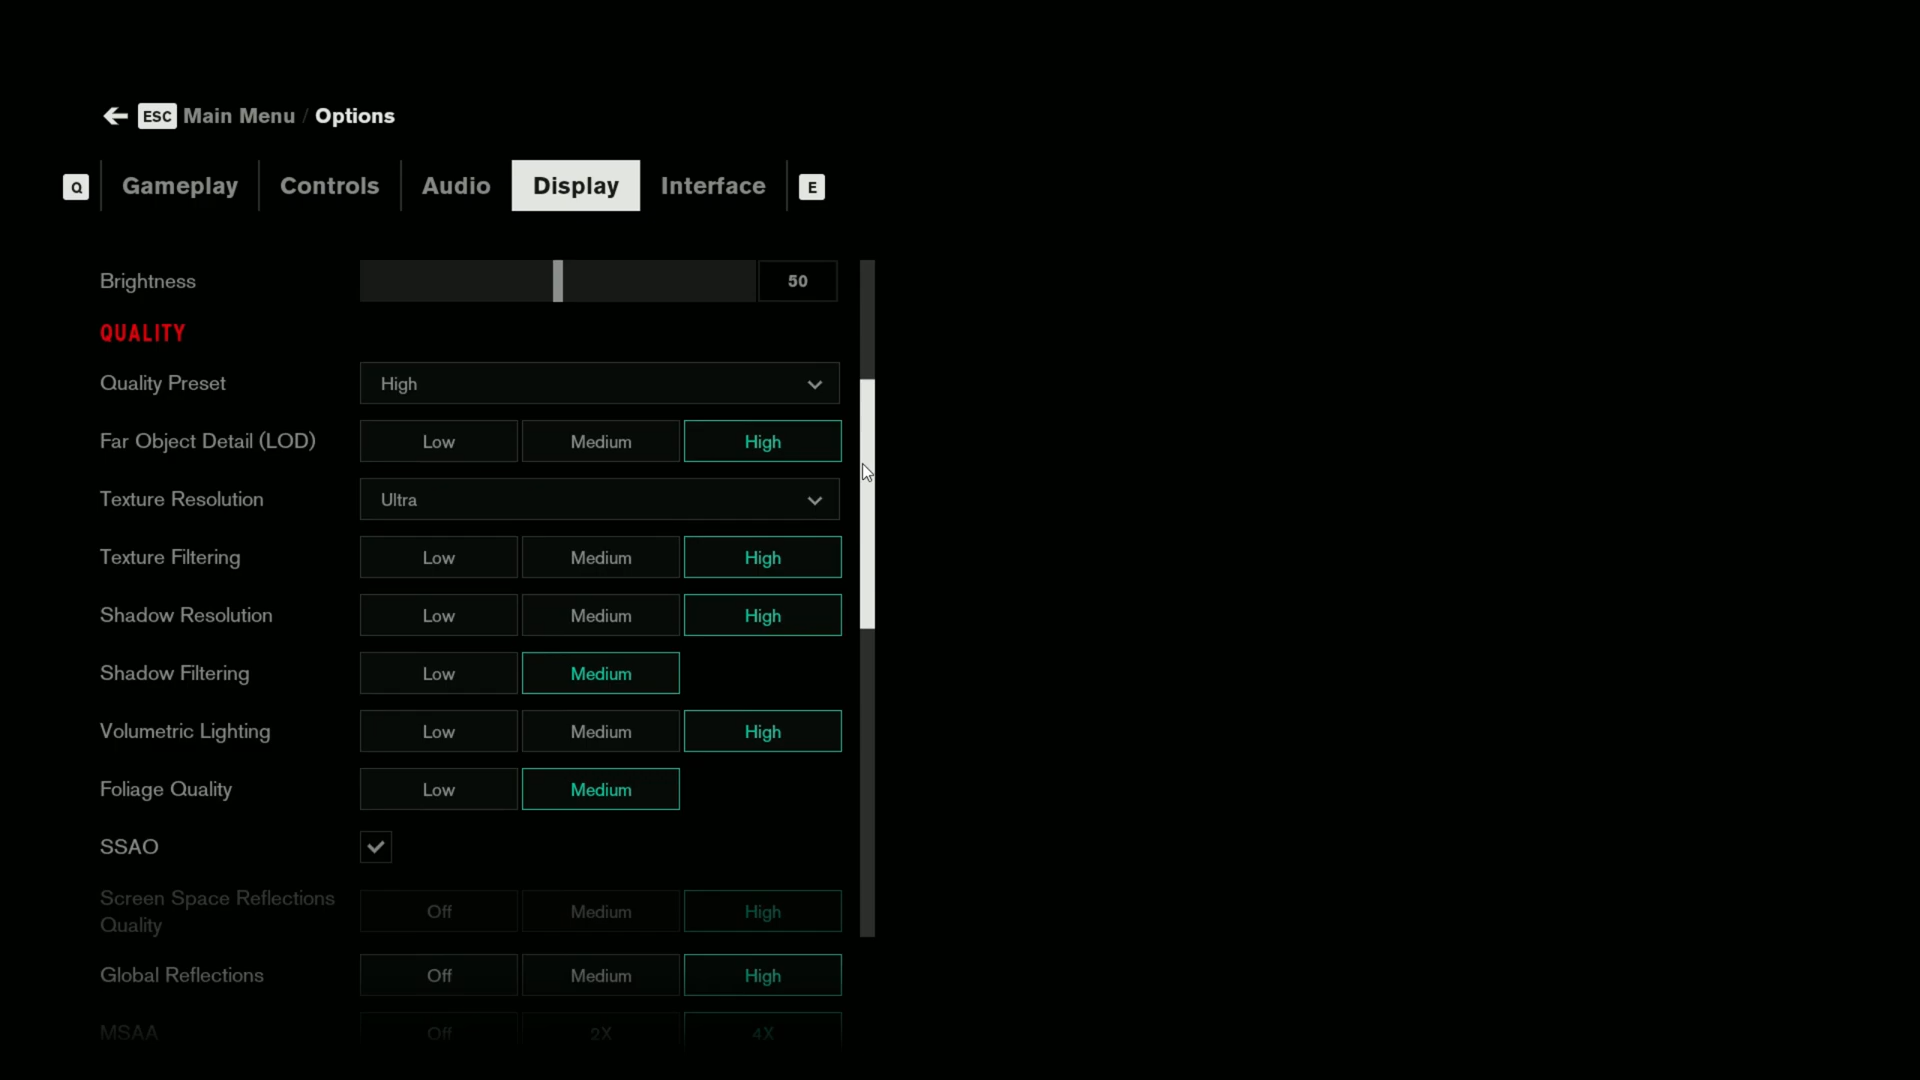 ESC Main Menu / Options
Q Gameplay Controls Audio Display Interface E
Brightness 50
QUALITY
Quality Preset High
Far Object Detail (LOD) Low Medium High
Texture Resolution Ultra
Texture Filtering Low Medium High
Shadow Resolution Low Medium High
Shadow Filtering Low Medium
Volumetric Lighting Low Medium High
Foliage Quality Low Medium
SSAO
Screen Space Reflections
Quality Off Medium High
Global Reflections Off Medium High
MSAA Off 2X 4X